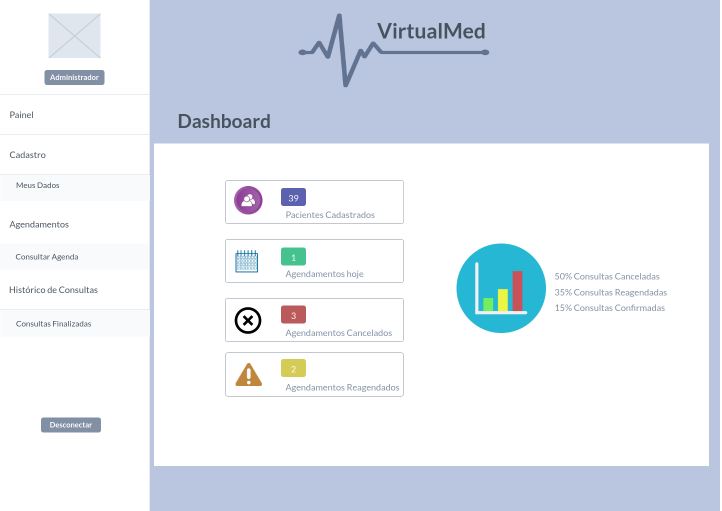 VirtualMed
Administrador
Painel
Cadastro
Meus Dados
Agendamentos
Consultar Agenda
Histórico de Consultas
Consultas Finalizadas
Desconectar
Dashboard
39
Pacientes Cadastrados
1
Agendamentos hoje
3
Agendamentos Cancelados
2
Agendamentos Reagendados
50% Consultas Canceladas
35% Consultas Reagendadas
15% Consultas Confirmadas